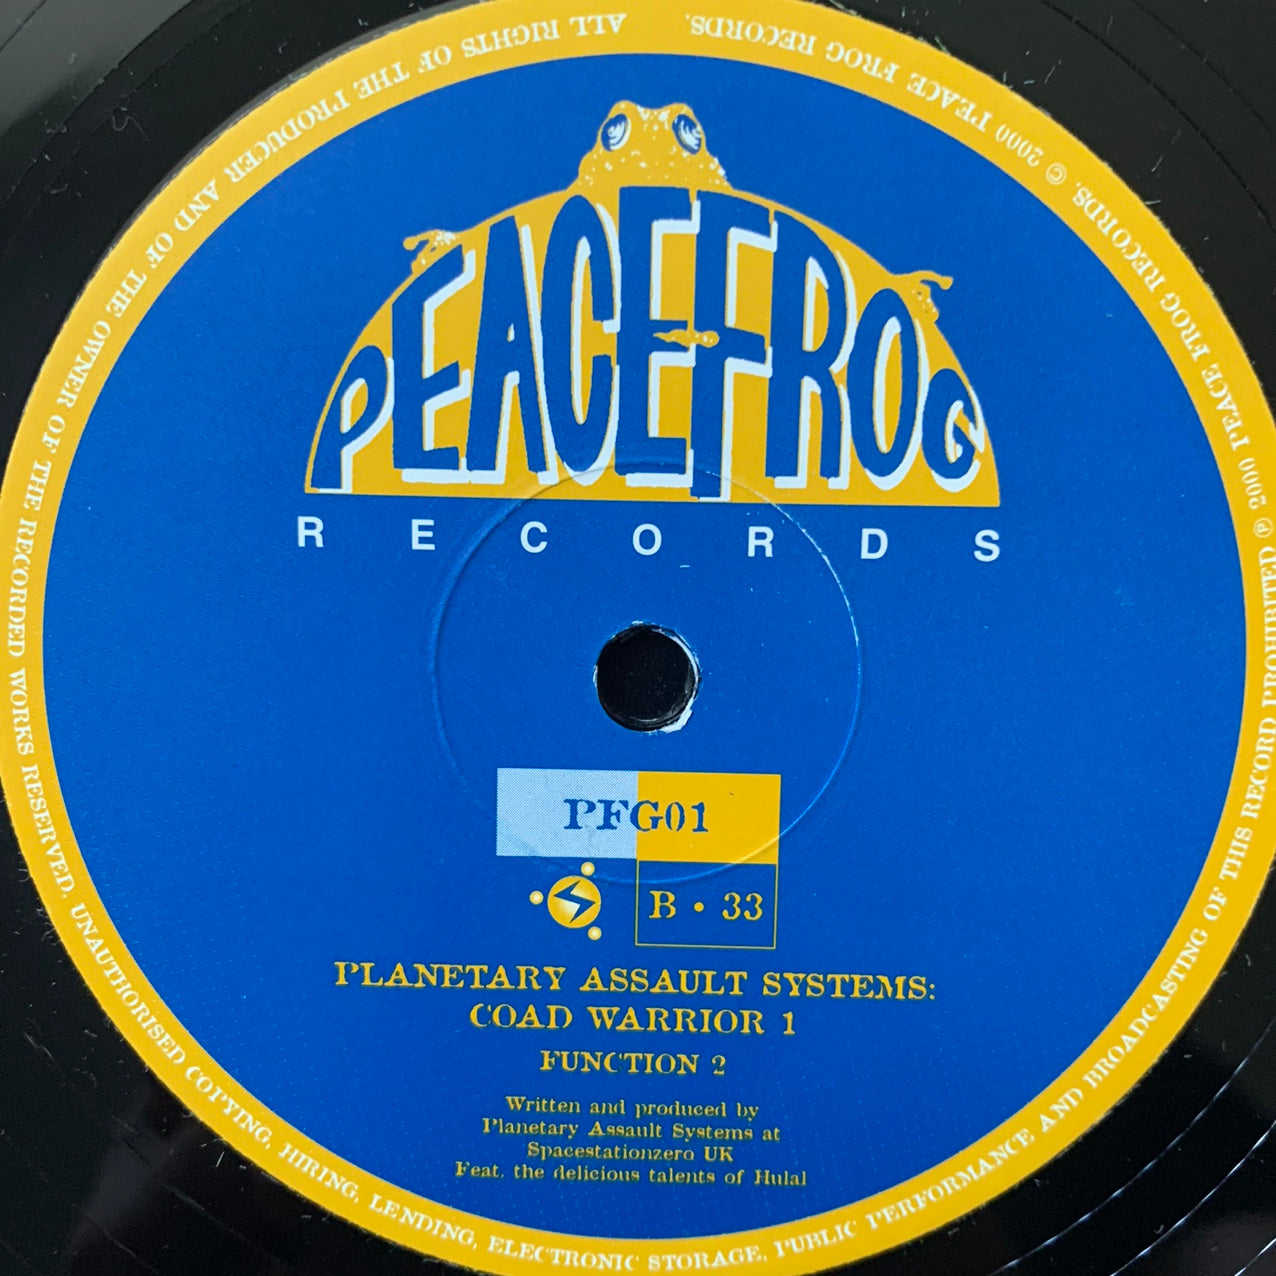 PEACEFROG
RECORDS
PFG01
B • 33
PLANETARY ASSAULT SYSTEMS:
COAD WARRIOR 1
FUNCTION 2
Written and produced by
Planetary Assault Systems at
Spacestationzero UK
Feat. the delicious talents of Hulal
ALL RIGHTS OF THE PRODUCER AND OF THE OWNER OF THE RECORDED WORKS RESERVED. UNAUTHORISED COPYING, HIRING, LENDING, ELECTRONIC STORAGE, PUBLIC PERFORMANCE AND BROADCASTING OF THIS RECORD PROHIBITED ℗ 2000 PEACE FROG RECORDS. © 2000 PEACE FROG RECORDS.